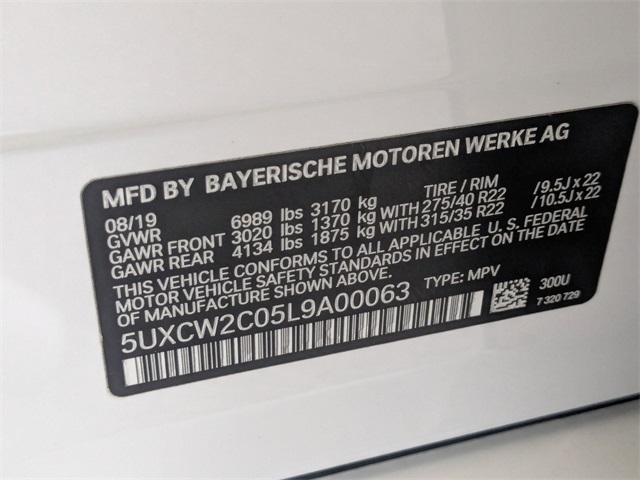 MFD BY BAYERISCHE MOTOREN WERKE AG
08/19 TIRE / RIM
GVWR 6989 lbs 3170 kg
GAWR FRONT 3020 lbs 1370 kg WITH 275/40 R22 /9.5J x 22
GAWR REAR 4134 lbs 1875 kg WITH 315/35 R22 /10.5J x 22
THIS VEHICLE CONFORMS TO ALL APPLICABLE U.S. FEDERAL
MOTOR VEHICLE SAFETY STANDARDS IN EFFECT ON THE DATE
OF MANUFACTURE SHOWN ABOVE.
5UXCW2C05L9A00063 TYPE: MPV 300U
7 320 729